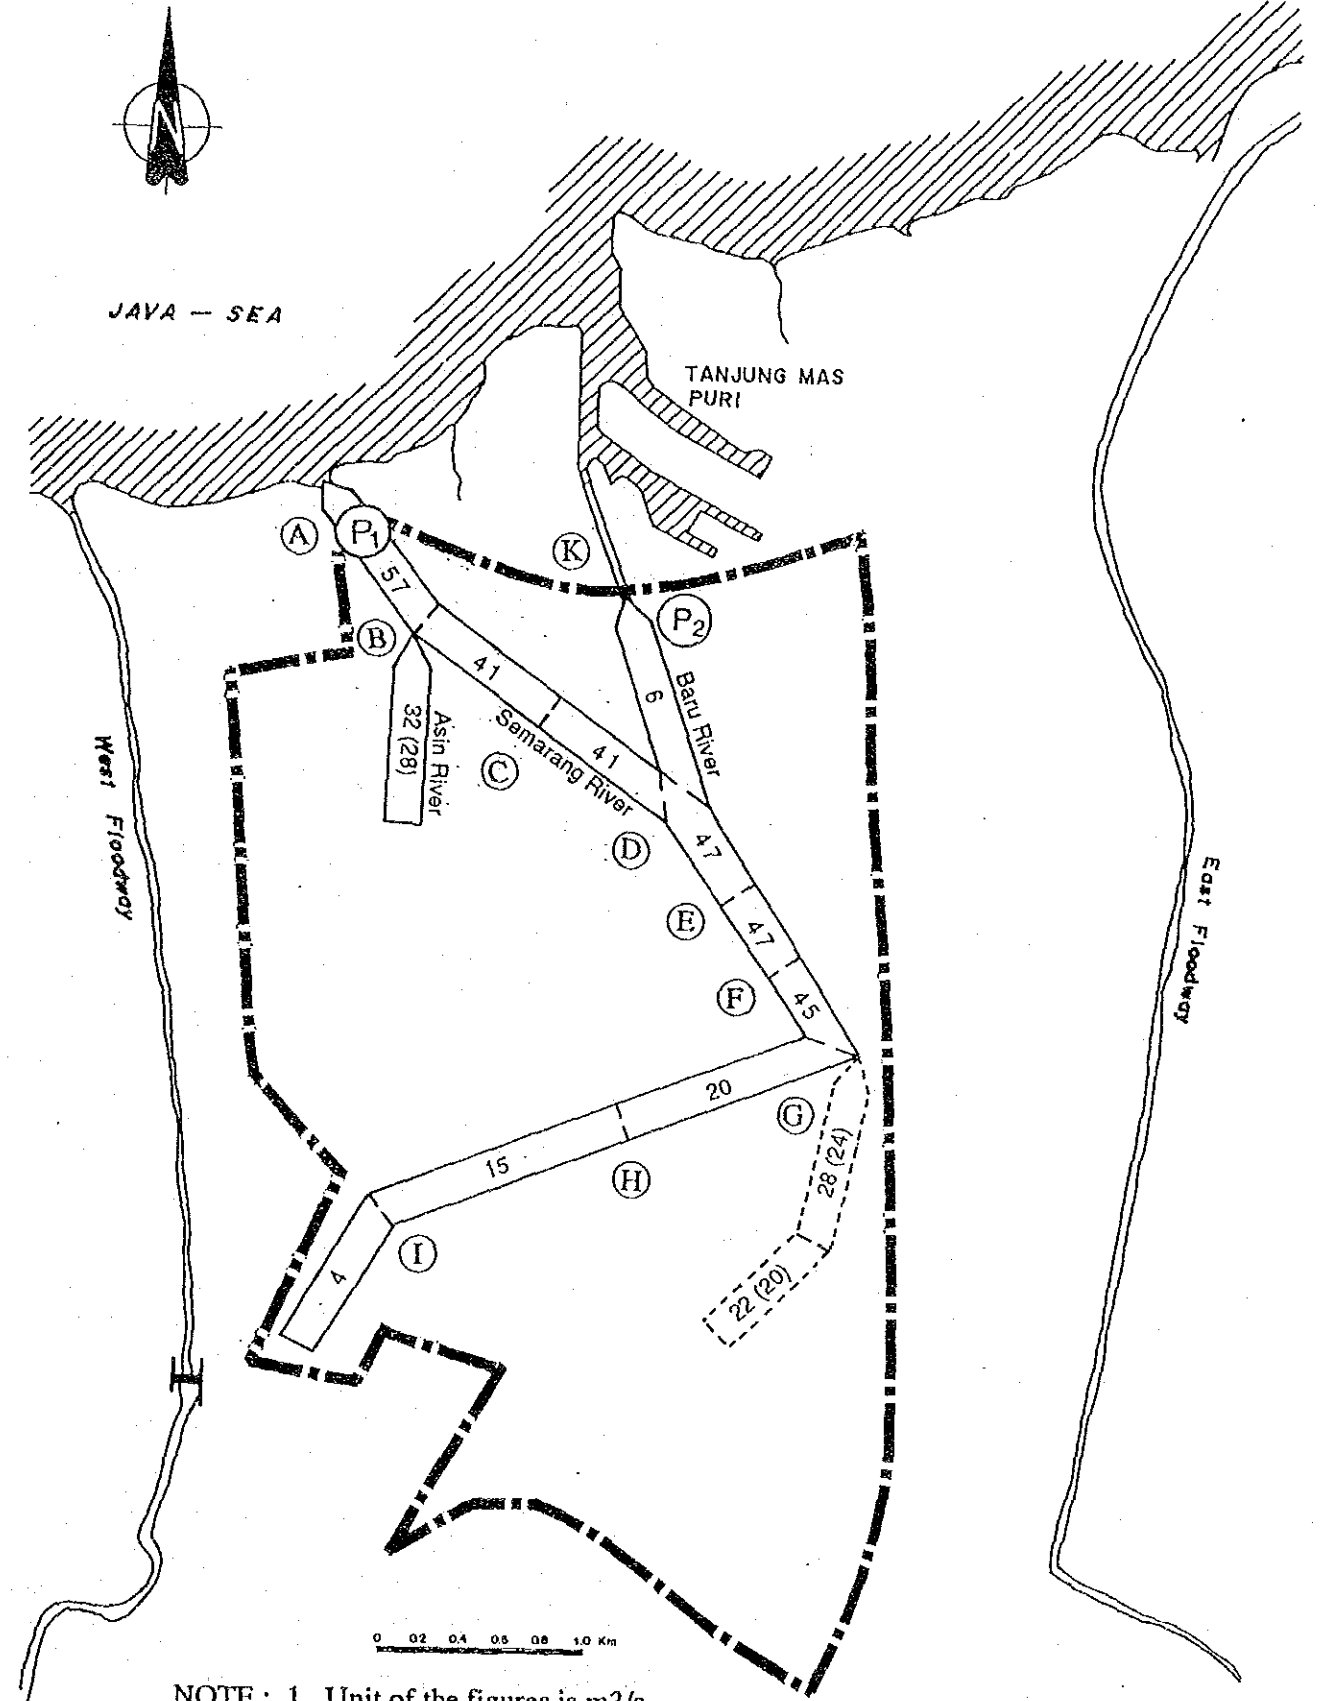 N
JAVA - SEA
TANJUNG MAS
PURI
A
P1
K
57
P2
B
41
6
Baru River
32 (28)
Asin River
Semarang River
C
41
West Floodway
D
47
East Floodway
E
47
F
45
20
G
15
H
28 (24)
I
4
22 (20)
0 0.2 0.4 0.6 0.8 1.0 Km
NOTE : 1. Unit of the figures is m3/s